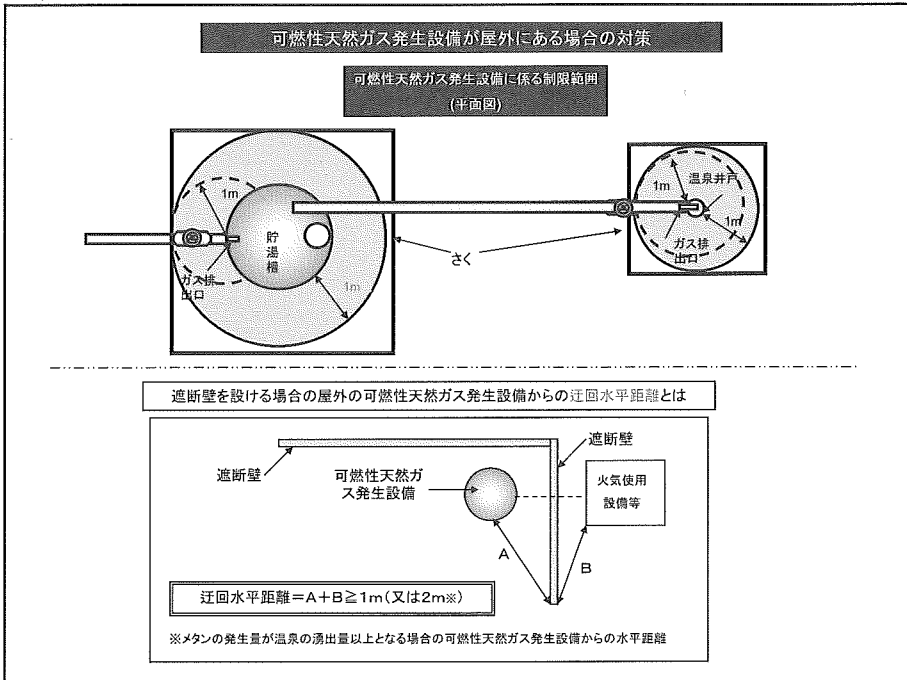 可燃性天然ガス発生設備が屋外にある場合の対策
可燃性天然ガス発生設備に係る制限範囲
(平面図)
1m
貯
湯
槽
ガス排
出口
1m
さく
1m
温泉井戸
1m
ガス排
出口
遮断壁を設ける場合の屋外の可燃性天然ガス発生設備からの迂回水平距離とは
遮断壁
遮断壁
可燃性天然ガ
ス発生設備
火気使用
設備等
A
B
迂回水平距離=A+B≧1m(又は2m※)
※メタンの発生量が温泉の湧出量以上となる場合の可燃性天然ガス発生設備からの水平距離